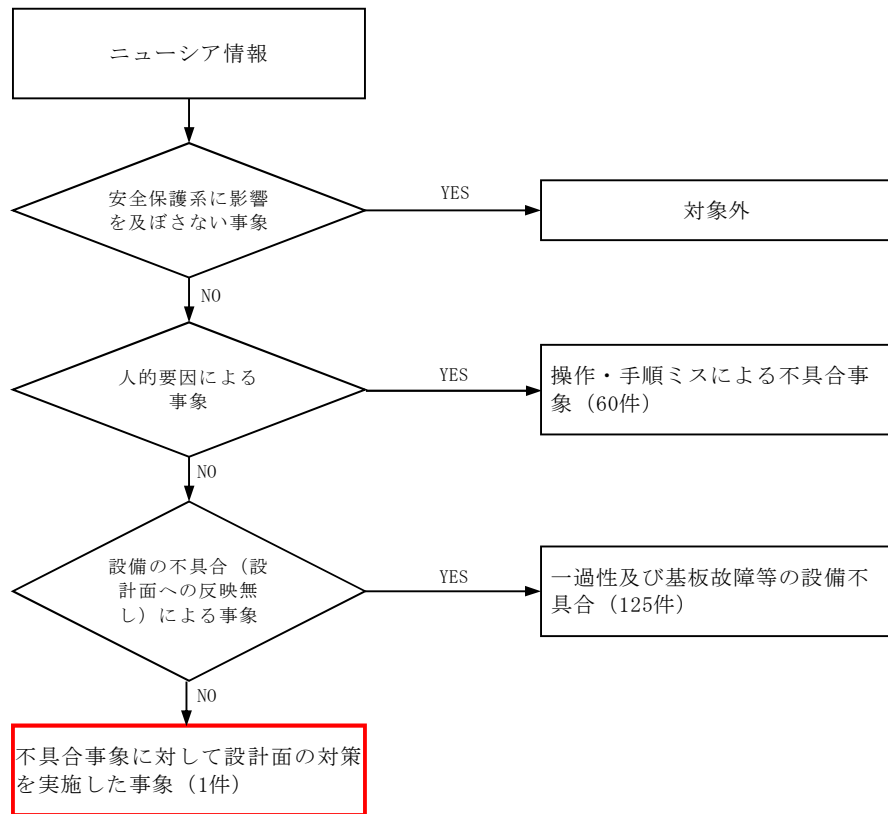 ニューシア情報
安全保護系に影響
を及ぼさない事象
YES
対象外
NO
人的要因による
事象
YES
操作・手順ミスによる不具合事
象（60件）
NO
設備の不具合（設
計面への反映無
し）による事象
YES
一過性及び基板故障等の設備不
具合（125件）
NO
不具合事象に対して設計面の対策
を実施した事象（1件）